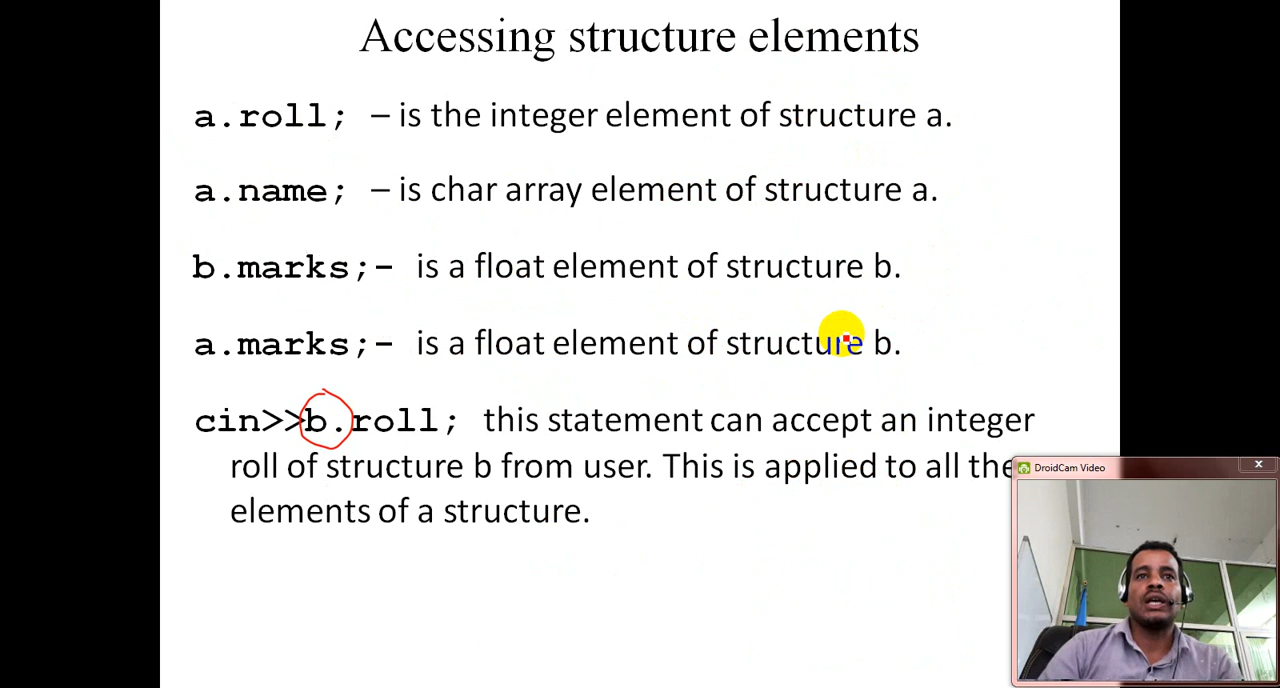 Accessing structure elements
a.roll; – is the integer element of structure a.
a.name; – is char array element of structure a.
b.marks;- is a float element of structure b.
a.marks;- is a float element of structure b.
cin>>b.roll; this statement can accept an integer
roll of structure b from user. This is applied to all the
elements of a structure.
DroidCam Video